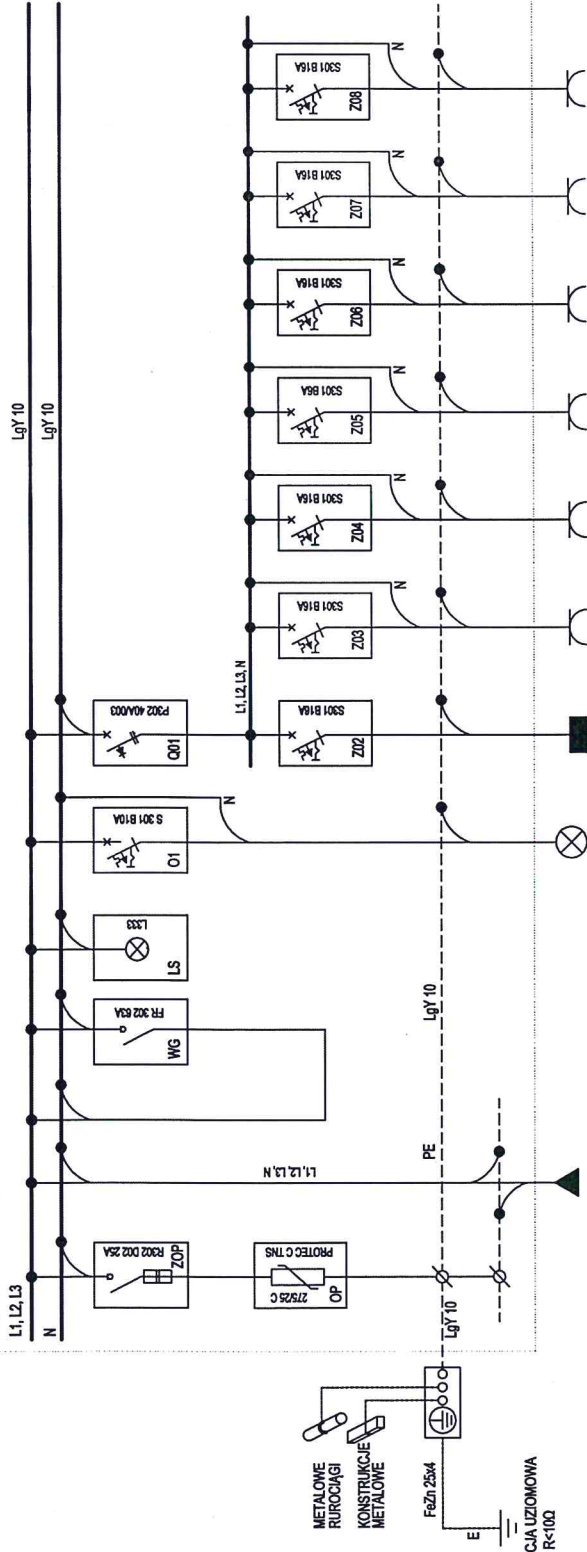 L1, L2, L3
N
LgY 10
LgY 10
R302 D02 25A
ZOP
PROTEC C TNS
275/25 C
OP
L1, L2, L3, N
FR 302 63A
WG
L333
LS
S 301 B10A
O1
N
P302 40A/003
Q01
L1, L2, L3, N
S301 B16A
Z02
S301 B16A
Z03
N
S301 B16A
Z04
N
S301 B6A
Z05
N
S301 B16A
Z06
N
S301 B16A
Z07
N
S301 B16A
Z08
N
PE
LgY 10
LgY 10
METALOWE
RUROCIĄGI
KONSTRUKCJE
METALOWE
FeZn 25x4
E
CJA UZIOMOWA
R<10Ω